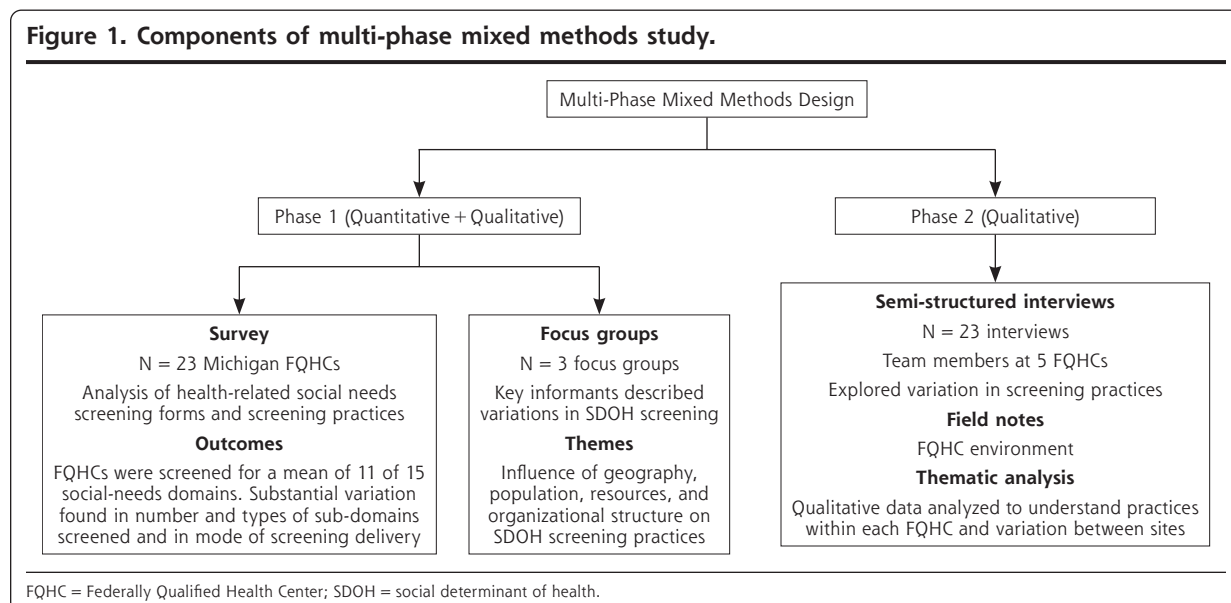 Figure 1. Components of multi-phase mixed methods study.
Multi-Phase Mixed Methods Design
Phase 1 (Quantitative + Qualitative)
Phase 2 (Qualitative)
Survey
N = 23 Michigan FQHCs
Analysis of health-related social needs
screening forms and screening practices
Outcomes
FQHCs were screened for a mean of 11 of 15
social-needs domains. Substantial variation
found in number and types of sub-domains
screened and in mode of screening delivery
Focus groups
N = 3 focus groups
Key informants described
variations in SDOH screening
Themes
Influence of geography,
population, resources, and
organizational structure on
SDOH screening practices
Semi-structured interviews
N = 23 interviews
Team members at 5 FQHCs
Explored variation in screening practices
Field notes
FQHC environment
Thematic analysis
Qualitative data analyzed to understand practices
within each FQHC and variation between sites
FQHC = Federally Qualified Health Center; SDOH = social determinant of health.